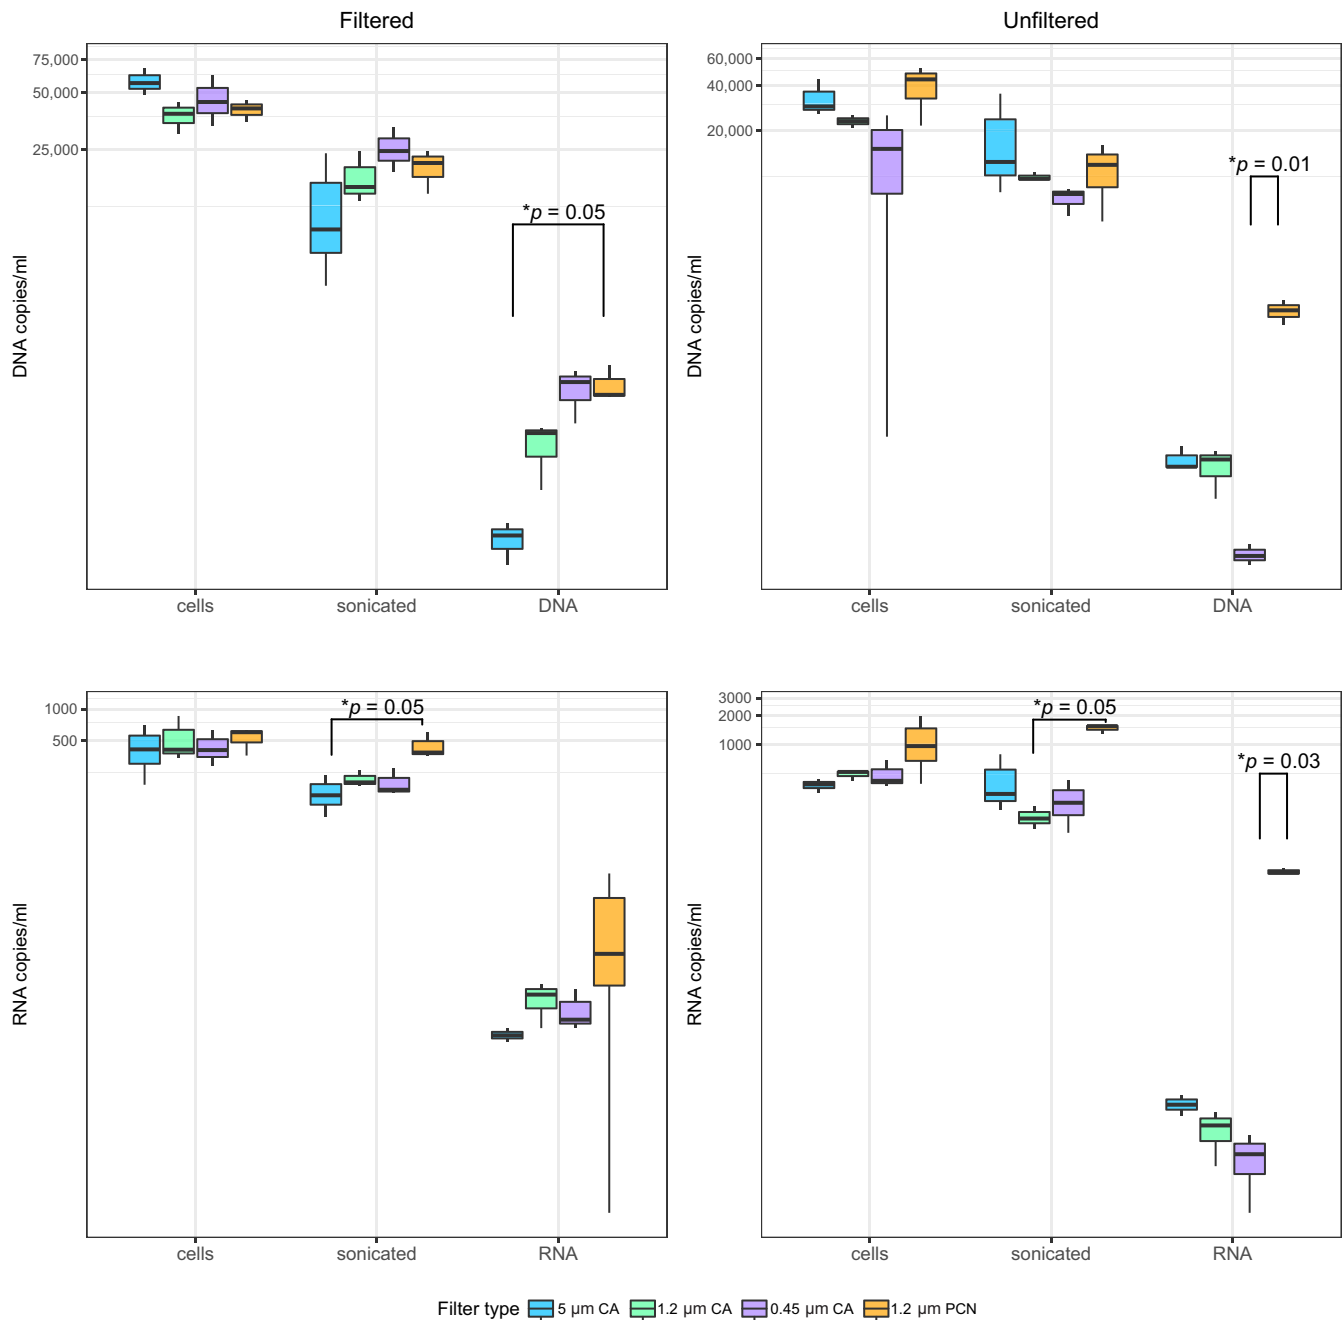 Filtered
Unfiltered
75,000
50,000
25,000
DNA copies/ml
*p = 0.05
cells
sonicated
DNA
60,000
40,000
20,000
DNA copies/ml
*p = 0.01
cells
sonicated
DNA
1000
500
RNA copies/ml
*p = 0.05
cells
sonicated
RNA
3000
2000
1000
RNA copies/ml
*p = 0.05
*p = 0.03
cells
sonicated
RNA
Filter type 5 µm CA 1.2 µm CA 0.45 µm CA 1.2 µm PCN